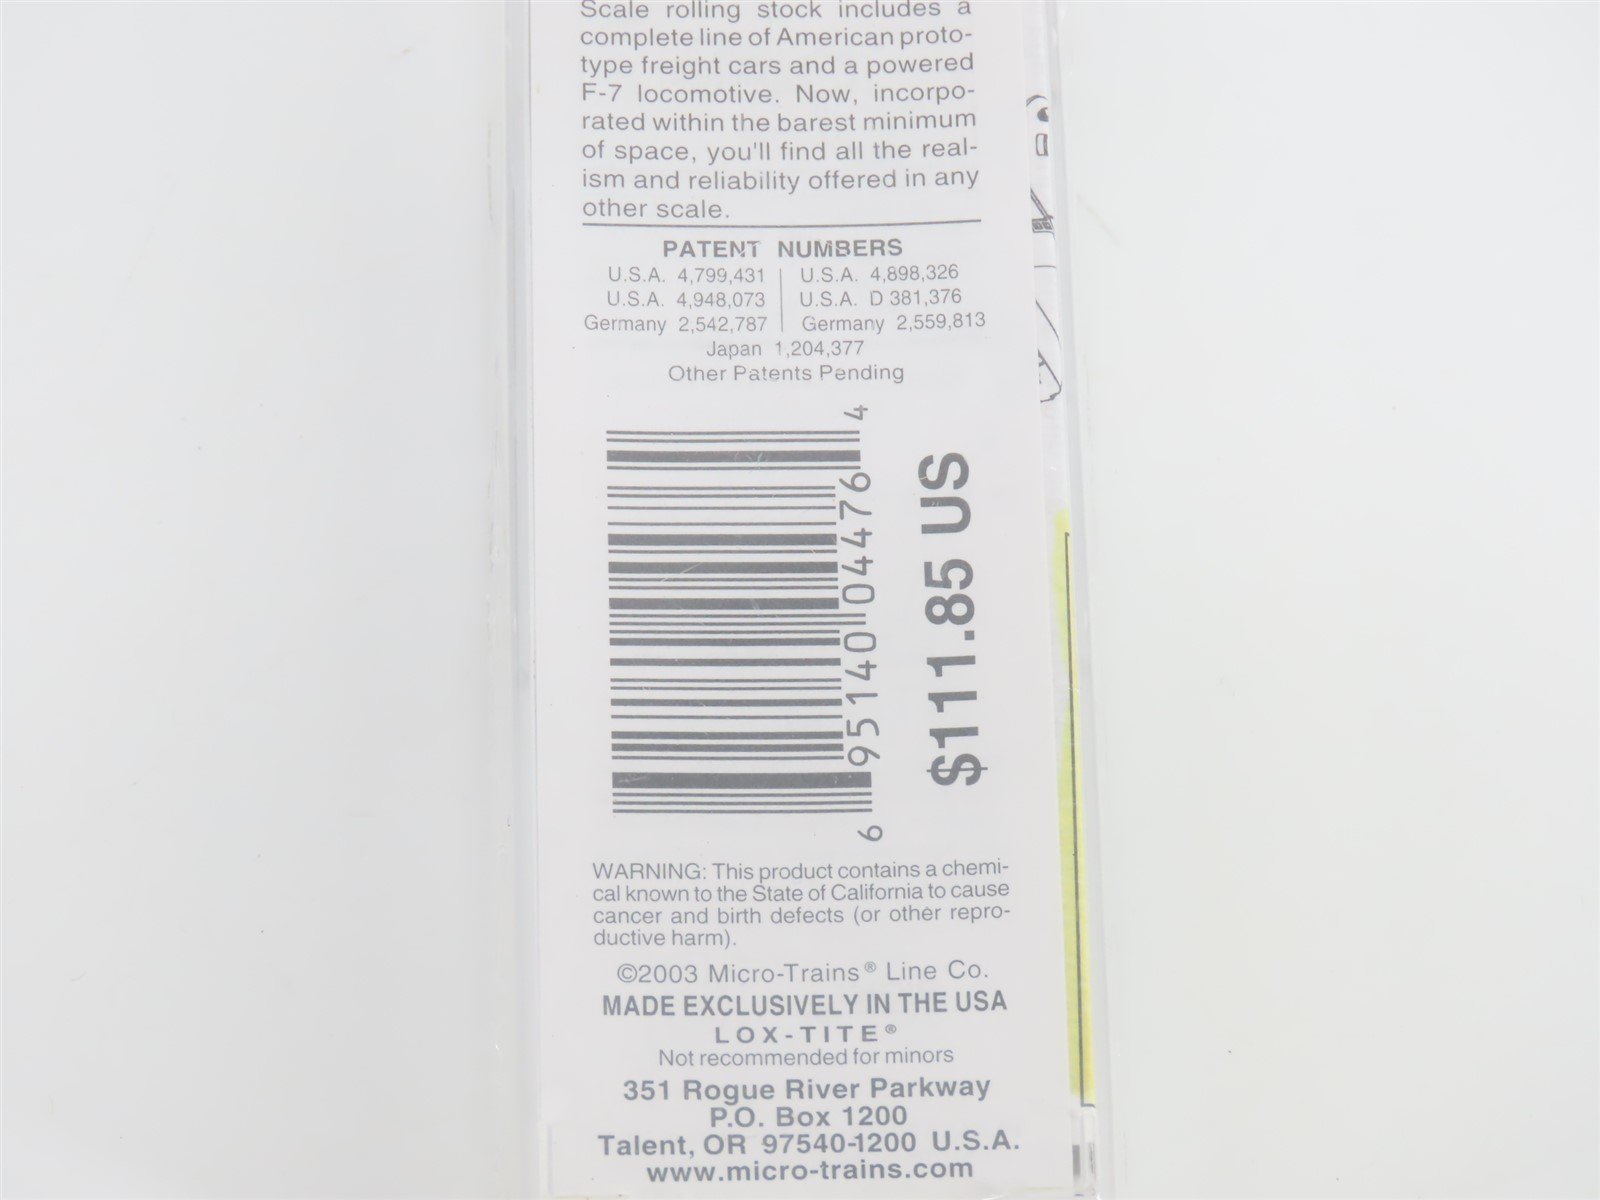 Scale rolling stock includes a
complete line of American proto-
type freight cars and a powered
F-7 locomotive. Now, incorpo-
rated within the barest minimum
of space, you'll find all the real-
ism and reliability offered in any
other scale.
PATENT NUMBERS
U.S.A. 4,799,431 | U.S.A. 4,898,326
U.S.A. 4,948,073 | U.S.A. D 381,376
Germany 2,542,787 | Germany 2,559,813
Japan 1,204,377
Other Patents Pending
6 95140 04476 4
$111.85 US
WARNING: This product contains a chemi-
cal known to the State of California to cause
cancer and birth defects (or other repro-
ductive harm).
©2003 Micro-Trains® Line Co.
MADE EXCLUSIVELY IN THE USA
LOX-TITE®
Not recommended for minors
351 Rogue River Parkway
P.O. Box 1200
Talent, OR 97540-1200 U.S.A.
www.micro-trains.com